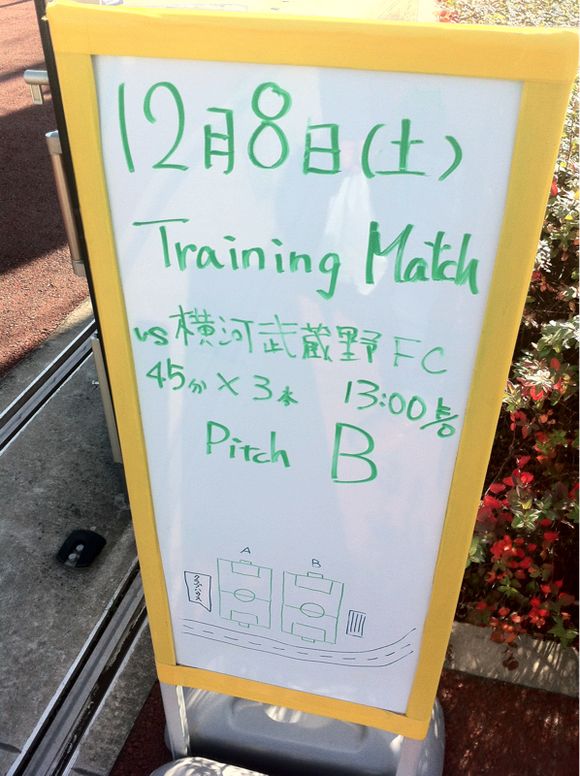 12月8日(土)
Training Match
vs 横河武蔵野FC
45分×3本 13:00
Pitch B
A B